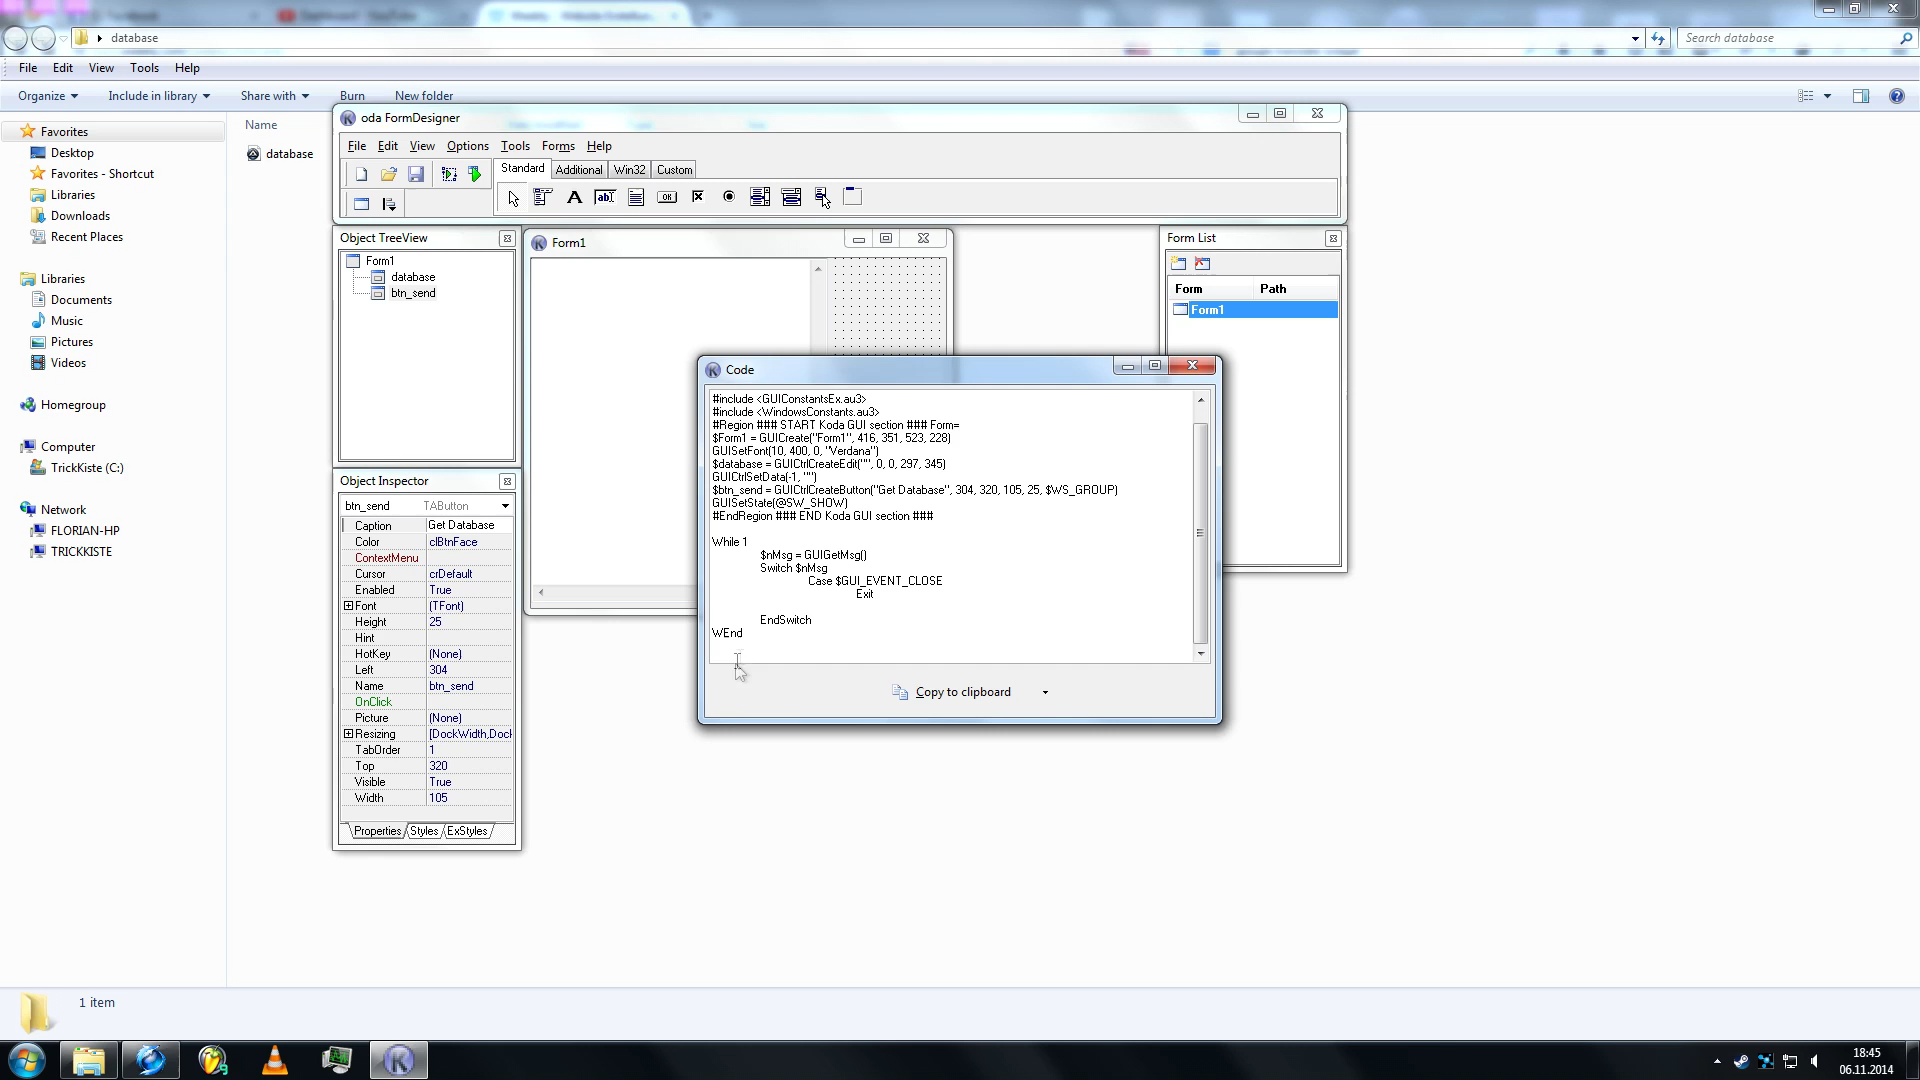 database
Search database
File Edit View Tools Help
Organize Include in library Share with Burn New folder
Favorites
Desktop
Favorites - Shortcut
Libraries
Downloads
Recent Places
Libraries
Documents
Music
Pictures
Videos
Homegroup
Computer
TrickKiste (C:)
Network
FLORIAN-HP
TRICKKISTE
Name
database
oda FormDesigner
File Edit View Options Tools Forms Help
Standard Additional Win32 Custom
A ab OK
Object TreeView
Form1
database
btn_send
Form1
Form List
Form Path
Form1
Object Inspector
btn_send TAButton
Caption Get Database
Color clBtnFace
ContextMenu
Cursor crDefault
Enabled True
Font (TFont)
Height 25
Hint
HotKey (None)
Left 304
Name btn_send
OnClick
Picture (None)
Resizing [DockWidth,Dock
TabOrder 1
Top 320
Visible True
Width 105
Properties Styles ExStyles
Code
#include <GUIConstantsEx.au3>
#include <WindowsConstants.au3>
#Region ### START Koda GUI section ### Form=
$Form1 = GUICreate("Form1", 416, 351, 523, 228)
GUISetFont(10, 400, 0, "Verdana")
$database = GUICtrlCreateEdit("", 0, 0, 297, 345)
GUICtrlSetData(-1, "")
$btn_send = GUICtrlCreateButton("Get Database", 304, 320, 105, 25, $WS_GROUP)
GUISetState(@SW_SHOW)
#EndRegion ### END Koda GUI section ###
While 1
$nMsg = GUIGetMsg()
Switch $nMsg
Case $GUI_EVENT_CLOSE
Exit
EndSwitch
WEnd
Copy to clipboard
1 item
18:45
06.11.2014